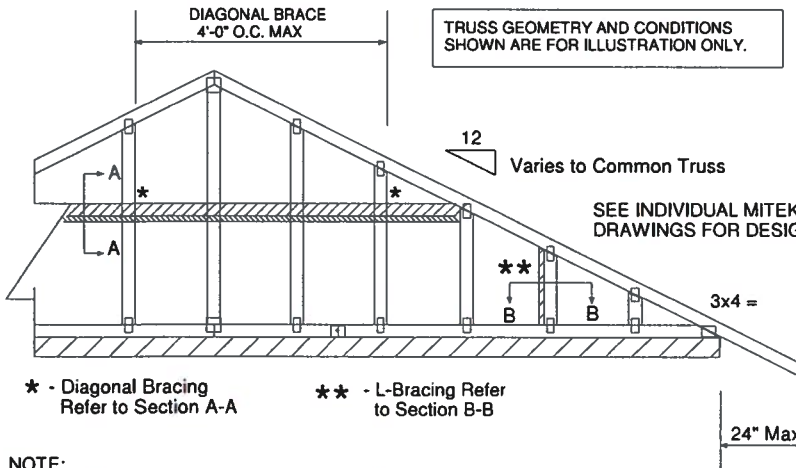 DIAGONAL BRACE
4'-0" O.C. MAX
TRUSS GEOMETRY AND CONDITIONS
SHOWN ARE FOR ILLUSTRATION ONLY.
12
Varies to Common Truss
A
*
*
A
SEE INDIVIDUAL MITEK
DRAWINGS FOR DESIG
**
B
B
3x4 =
* - Diagonal Bracing
Refer to Section A-A
** - L-Bracing Refer
to Section B-B
24" Max
NOTE: